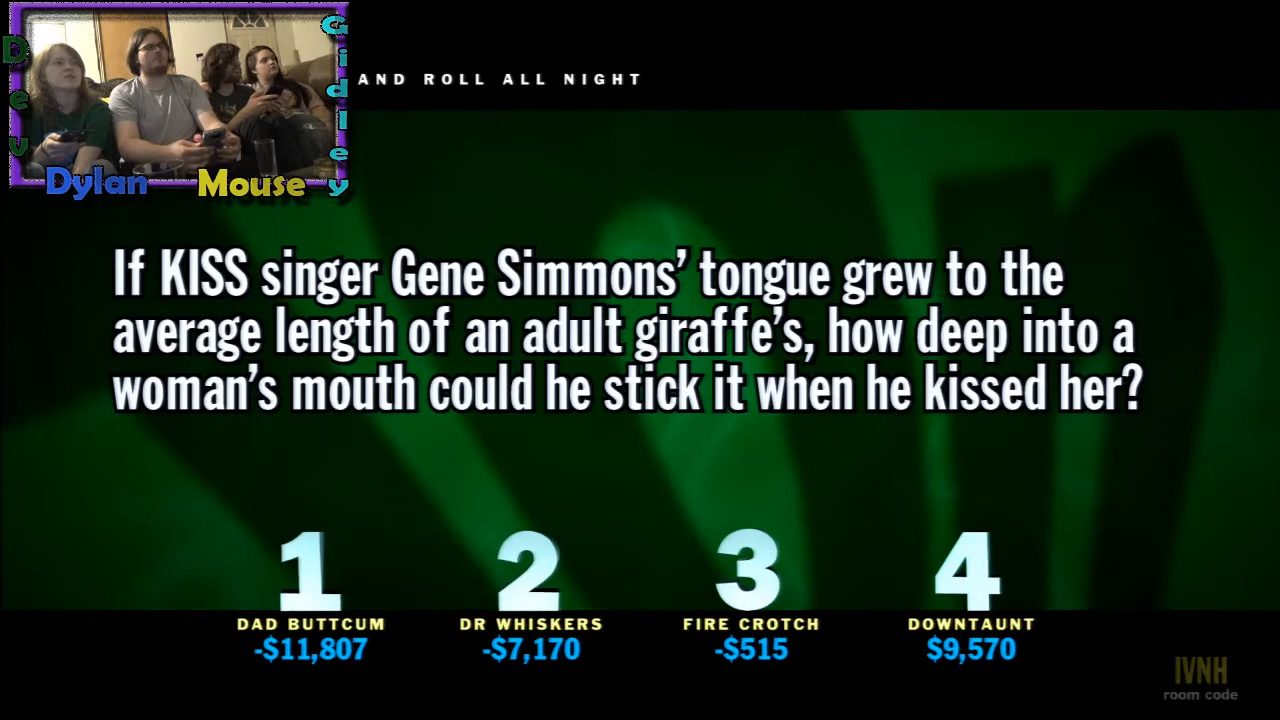 Gidley
Dev
AND ROLL ALL NIGHT
Dylan
Mouse
If KISS singer Gene Simmons’ tongue grew to the
average length of an adult giraffe’s, how deep into a
woman’s mouth could he stick it when he kissed her?
1 2 3 4
DAD BUTTCUM DR WHISKERS FIRE CROTCH DOWNTAUNT
-$11,807 -$7,170 -$515 $9,570
IVNH
room code